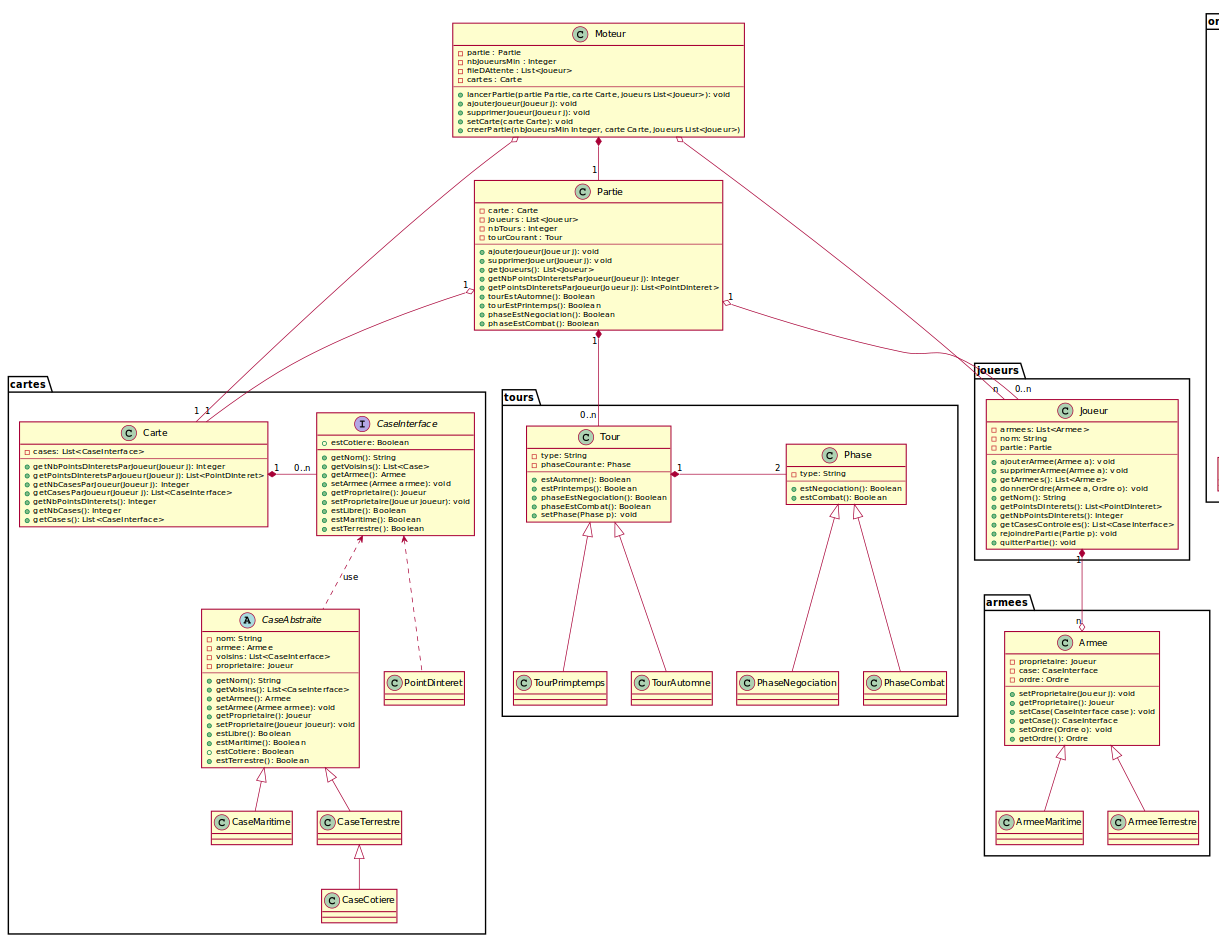 C Moteur
partie : Partie
nbJoueursMin : Integer
fileDAttente : List<Joueur>
cartes : Carte
lancerPartie(partie Partie, carte Carte, joueurs List<Joueur>): void
ajouterJoueur(Joueur j): void
supprimerJoueur(Joueur j): void
setCarte(carte Carte): void
creerPartie(nbJoueursMin Integer, carte Carte, joueurs List<Joueur>)
1
C Partie
carte : Carte
joueurs : List<Joueur>
nbTours : Integer
tourCourant : Tour
ajouterJoueur(Joueur j): void
supprimerJoueur(Joueur j): void
getJoueurs(): List<Joueur>
getNbPointsDInteretsParJoueur(Joueur j): Integer
getPointsDInteretsParJoueur(Joueur j): List<PointDInteret>
tourEstAutomne(): Boolean
tourEstPrintemps(): Boolean
phaseEstNegociation(): Boolean
phaseEstCombat(): Boolean
1
1
1
cartes
1 1
C Carte
cases: List<CaseInterface>
getNbPointsDInteretsParJoueur(Joueur j): Integer
getPointsDInteretsParJoueur(Joueur j): List<PointDInteret>
getNbCasesParJoueur(Joueur j): Integer
getCasesParJoueur(Joueur j): List<CaseInterface>
getNbPointsDInterets(): Integer
getNbCases(): Integer
getCases(): List<CaseInterface>
1 0..n
I CaseInterface
estCotiere: Boolean
getNom(): String
getVoisins(): List<Case>
getArmee(): Armee
setArmee(Armee armee): void
getProprietaire(): Joueur
setProprietaire(Joueur joueur): void
estLibre(): Boolean
estMaritime(): Boolean
estTerrestre(): Boolean
use
A CaseAbstraite
nom: String
armee: Armee
voisins: List<CaseInterface>
proprietaire: Joueur
getNom(): String
getVoisins(): List<CaseInterface>
getArmee(): Armee
setArmee(Armee armee): void
getProprietaire(): Joueur
setProprietaire(Joueur joueur): void
estLibre(): Boolean
estMaritime(): Boolean
estCotiere: Boolean
estTerrestre(): Boolean
C PointDinteret
C CaseMaritime
C CaseTerrestre
C CaseCotiere
tours
0..n
C Tour
type: String
phaseCourante: Phase
estAutomne(): Boolean
estPrintemps(): Boolean
phaseEstNegociation(): Boolean
phaseEstCombat(): Boolean
setPhase(Phase p): void
1 2
C Phase
type: String
estNegociation(): Boolean
estCombat(): Boolean
C TourPrimptemps
C TourAutomne
C PhaseNegociation
C PhaseCombat
joueurs
n 0..n
C Joueur
armees: List<Armee>
nom: String
partie: Partie
ajouterArmee(Armee a): void
supprimerArmee(Armee a): void
getArmees(): List<Armee>
donnerOrdre(Armee a, Ordre o): void
getNom(): String
getPointsDInterets(): List<PointDInteret>
getNbPointsDInterets(): Integer
getCasesControlees(): List<CaseInterface>
rejoindrePartie(Partie p): void
quitterPartie(): void
1
armees
n
C Armee
proprietaire: Joueur
case: CaseInterface
ordre: Ordre
setProprietaire(Joueur j): void
getProprietaire(): Joueur
setCase(CaseInterface case): void
getCase(): CaseInterface
setOrdre(Ordre o): void
getOrdre(): Ordre
C ArmeeMaritime
C ArmeeTerrestre
or